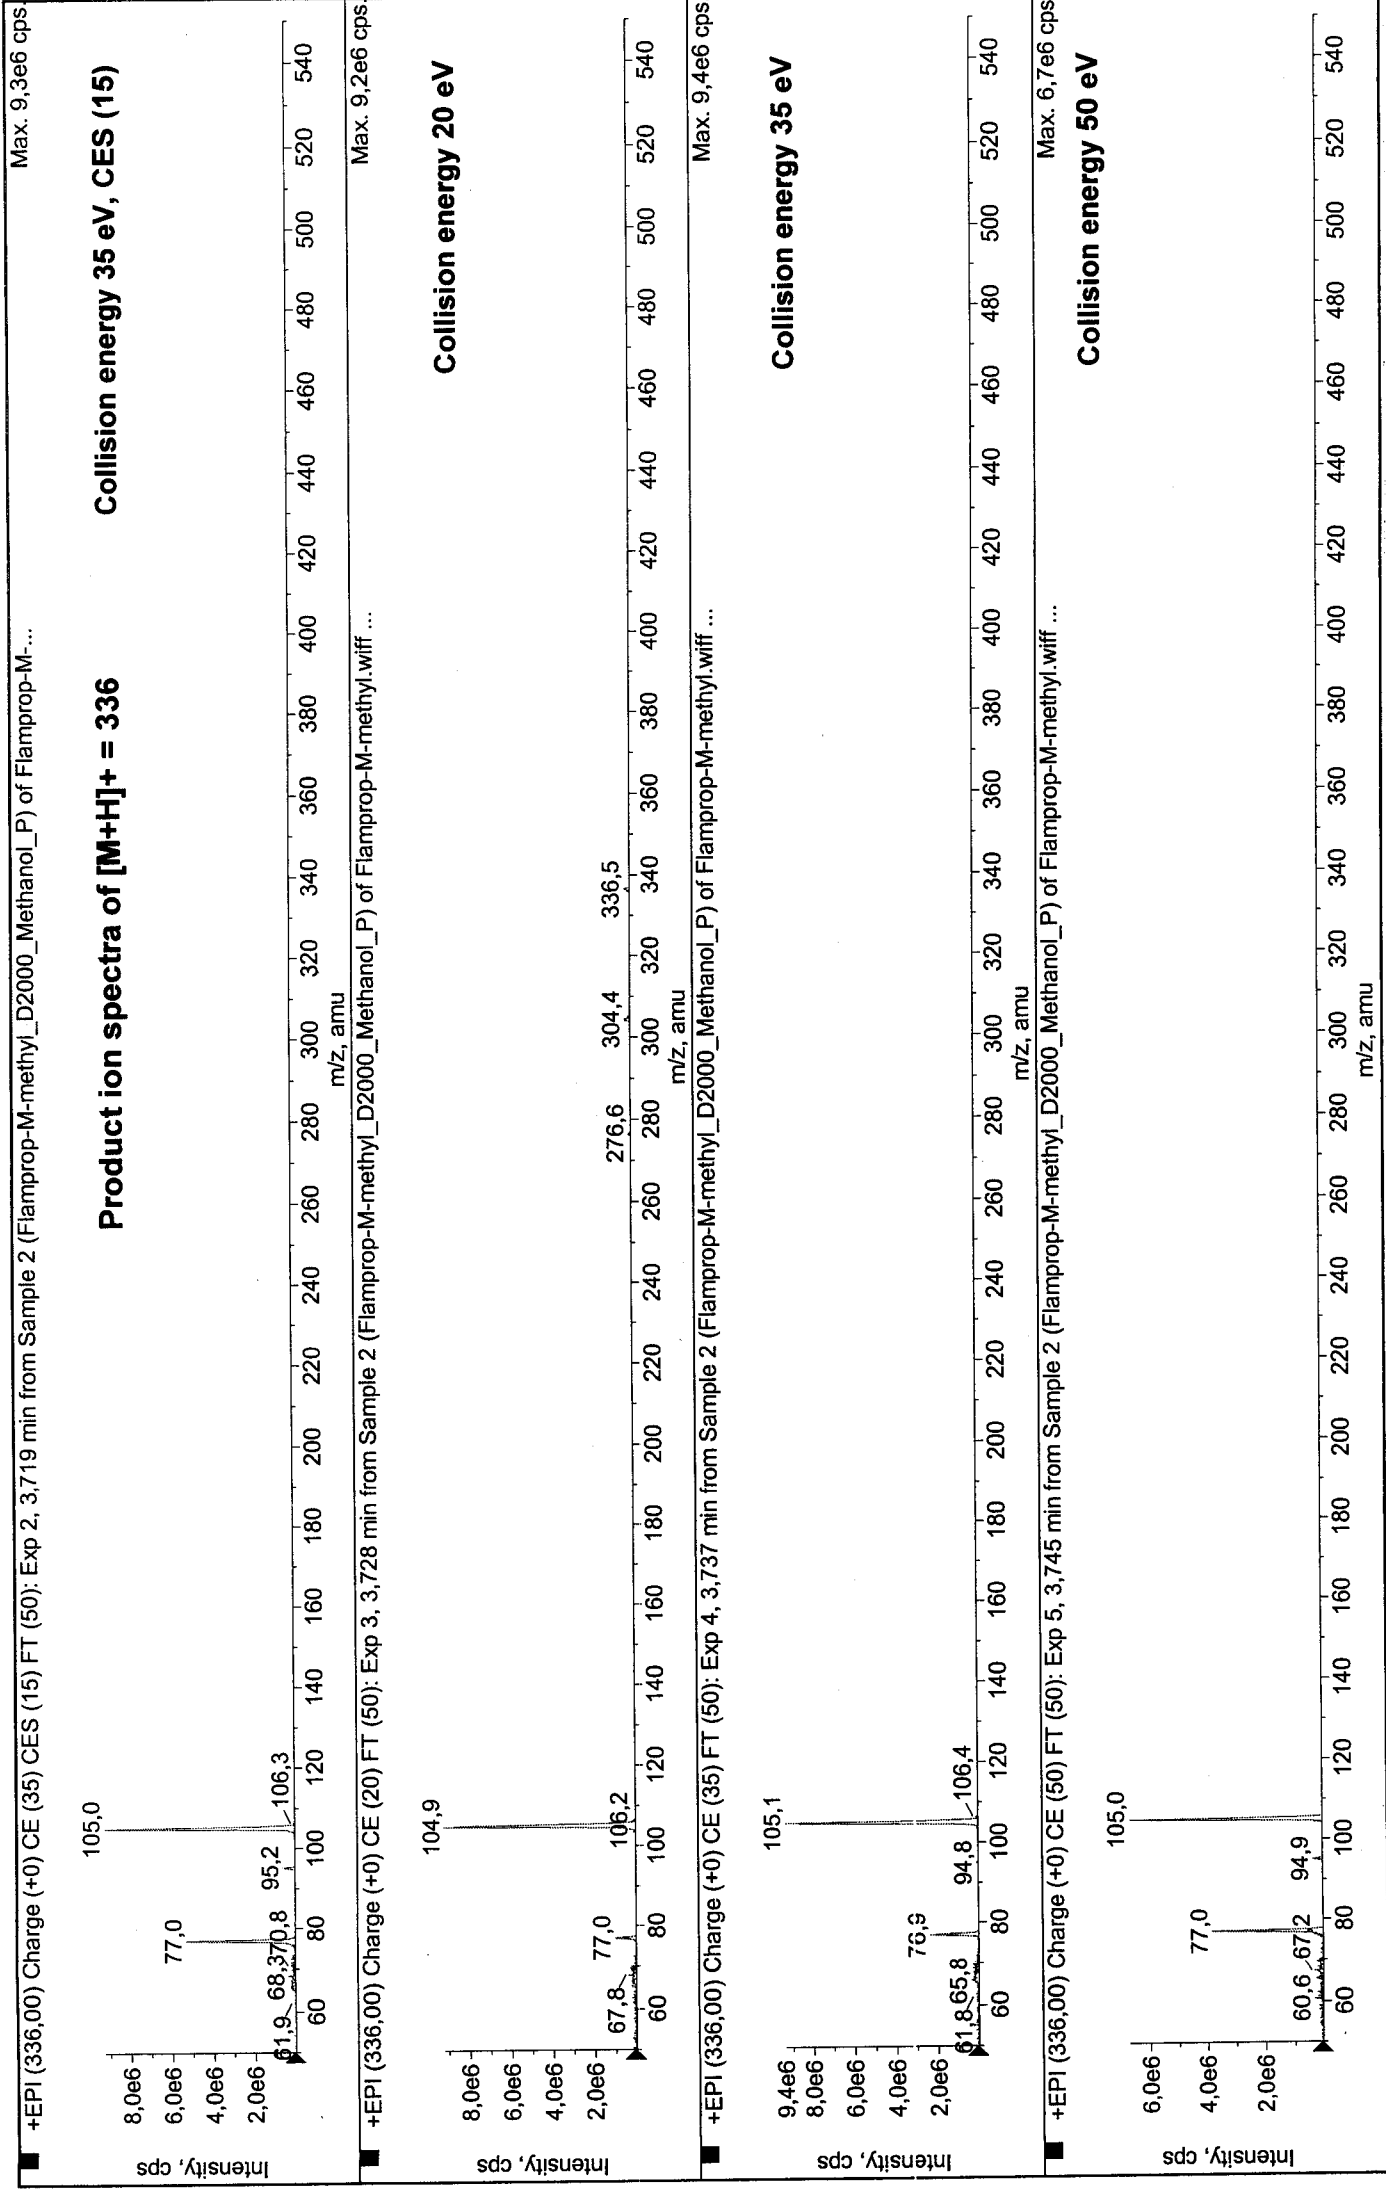 +EPI (336,00) Charge (+0) CE (35) CES (15) FT (50): Exp 2, 3,719 min from Sample 2 (Flamprop-M-methyl_D2000_Methanol_P) of Flamprop-M-...
Max. 9,3e6 cps.
Product ion spectra of [M+H]+ = 336
Collision energy 35 eV, CES (15)
Intensity, cps
8,0e6
6,0e6
4,0e6
2,0e6
61,9
68,3
70,8
77,0
95,2
105,0
106,3
60 80 100 120 140 160 180 200 220 240 260 280 300 320 340 360 380 400 420 440 460 480 500 520 540
m/z, amu
+EPI (336,00) Charge (+0) CE (20) FT (50): Exp 3, 3,728 min from Sample 2 (Flamprop-M-methyl_D2000_Methanol_P) of Flamprop-M-methyl.wiff ...
Max. 9,2e6 cps.
Collision energy 20 eV
Intensity, cps
8,0e6
6,0e6
4,0e6
2,0e6
67,8
77,0
104,9
106,2
276,6
304,4
336,5
60 80 100 120 140 160 180 200 220 240 260 280 300 320 340 360 380 400 420 440 460 480 500 520 540
m/z, amu
+EPI (336,00) Charge (+0) CE (35) FT (50): Exp 4, 3,737 min from Sample 2 (Flamprop-M-methyl_D2000_Methanol_P) of Flamprop-M-methyl.wiff ...
Max. 9,4e6 cps
Collision energy 35 eV
Intensity, cps
9,4e6
8,0e6
6,0e6
4,0e6
2,0e6
61,8
65,8
76,9
94,8
105,1
106,4
60 80 100 120 140 160 180 200 220 240 260 280 300 320 340 360 380 400 420 440 460 480 500 520 540
m/z, amu
+EPI (336,00) Charge (+0) CE (50) FT (50): Exp 5, 3,745 min from Sample 2 (Flamprop-M-methyl_D2000_Methanol_P) of Flamprop-M-methyl.wiff ...
Max. 6,7e6 cps
Collision energy 50 eV
Intensity, cps
6,0e6
4,0e6
2,0e6
60,6
67,2
77,0
94,9
105,0
60 80 100 120 140 160 180 200 220 240 260 280 300 320 340 360 380 400 420 440 460 480 500 520 540
m/z, amu